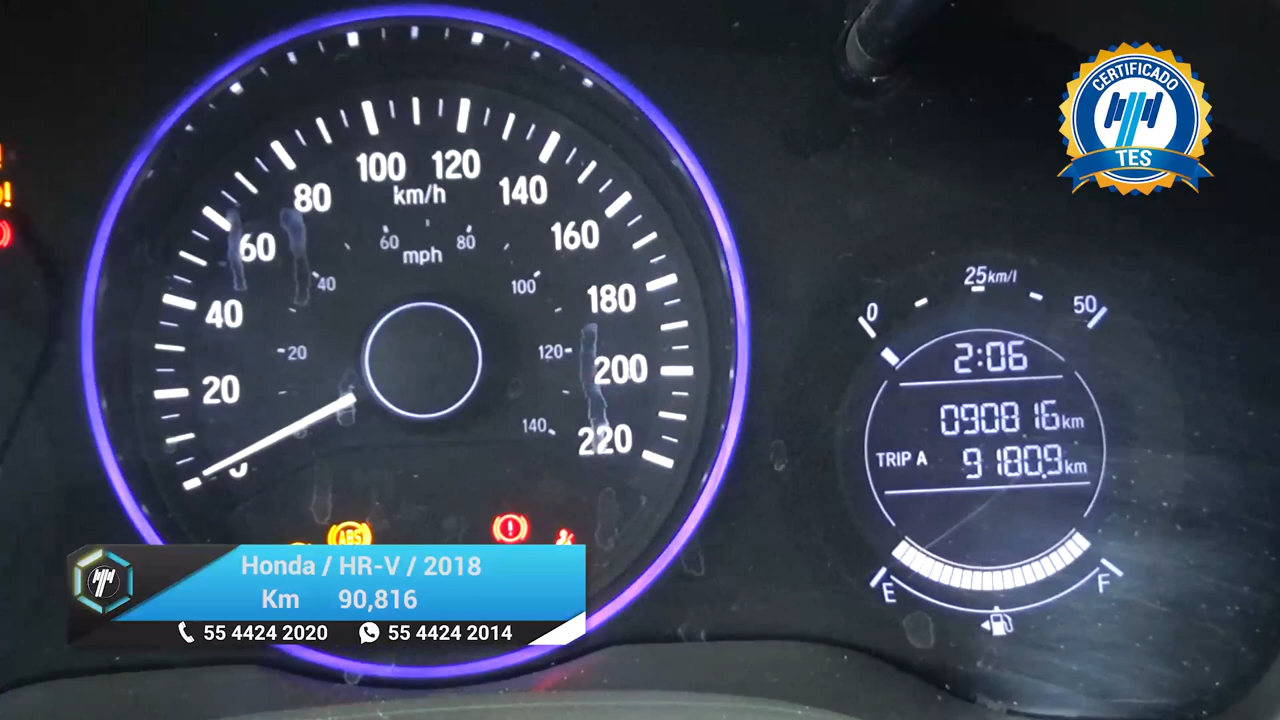 CERTIFICADO
TES
100 120
km/h
80
140
60
160
60 80
mph
40
100
40
180
20
120
200
20
140
220
0
ABS
25km/l
0
50
2:06
090816km
TRIP A 9180.9km
E
F
Honda / HR-V / 2018
Km 90,816
55 4424 2020 55 4424 2014